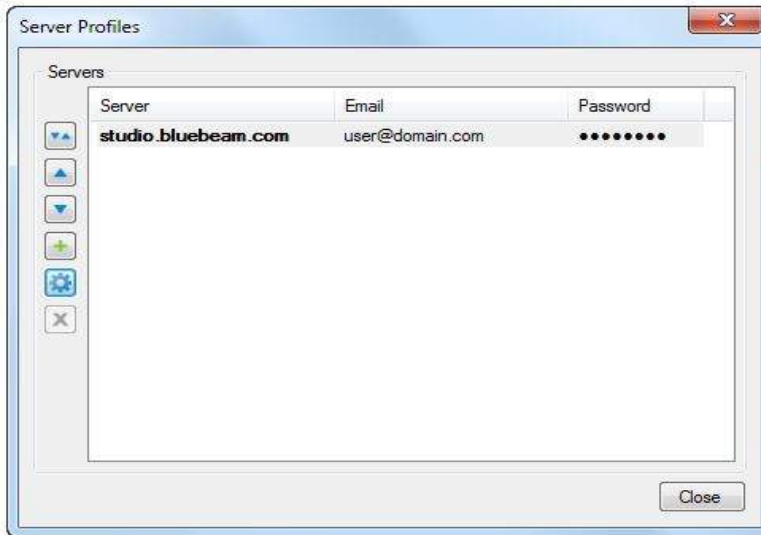 Server Profiles
Servers
Server Email Password
studio.bluebeam.com user@domain.com ●●●●●●●●
Close